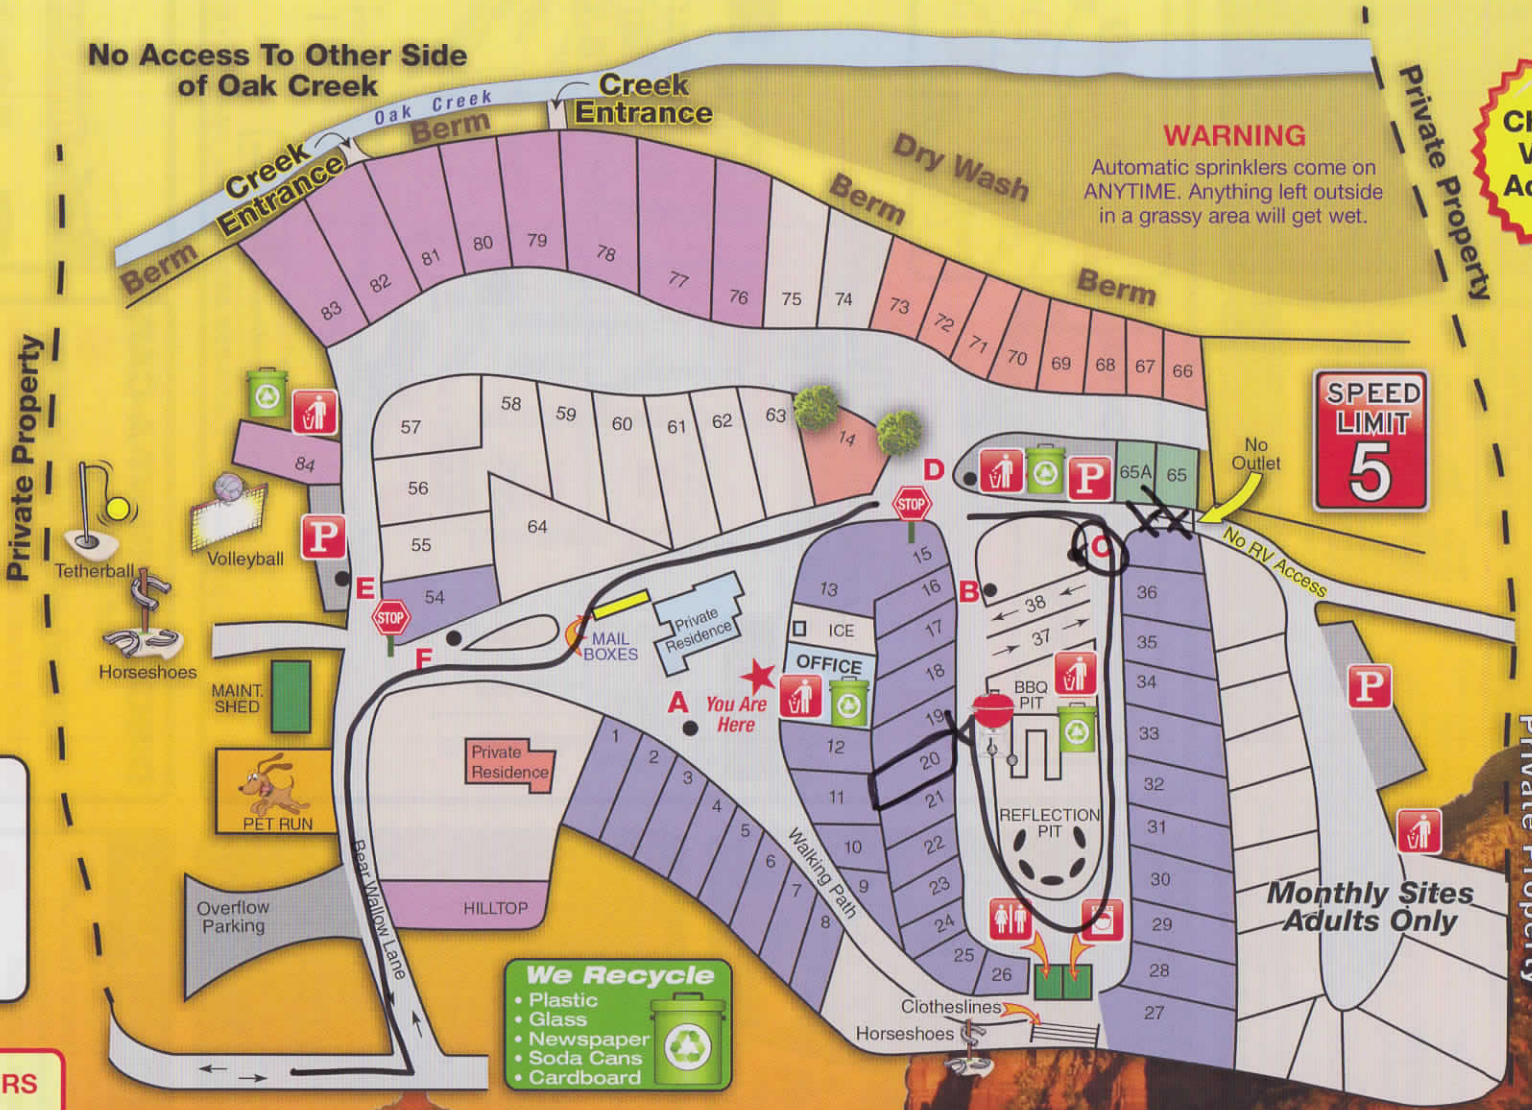 No Access To Other Side
of Oak Creek
Oak Creek
Creek
Entrance
Creek
Entrance
Berm
Berm
Dry Wash
Berm
Berm
WARNING
Automatic sprinklers come on
ANYTIME. Anything left outside
in a grassy area will get wet.
Private Property
Private Property
SPEED
LIMIT
5
No
Outlet
No RV Access
83
82
81
80
79
78
77
76
75
74
73
72
71
70
69
68
67
66
57
58
59
60
61
62
63
14
65A
65
P
D
STOP
84
56
55
54
64
P
Volleyball
Tetherball
Horseshoes
E
STOP
F
MAIL
BOXES
Private
Residence
13
ICE
OFFICE
A
You Are
Here
12
11
10
9
15
16
17
18
19
20
21
22
23
24
25
26
B
C
38
37
BBQ
PIT
REFLECTION
PIT
36
35
34
33
32
31
30
29
28
27
P
Monthly Sites
Adults Only
Private Property
MAINT.
SHED
PET RUN
Private
Residence
HILLTOP
Overflow
Parking
Bear Wallow Lane
1
2
3
4
5
6
7
8
Walking Path
Clotheslines
Horseshoes
We Recycle
• Plastic
• Glass
• Newspaper
• Soda Cans
• Cardboard
RS